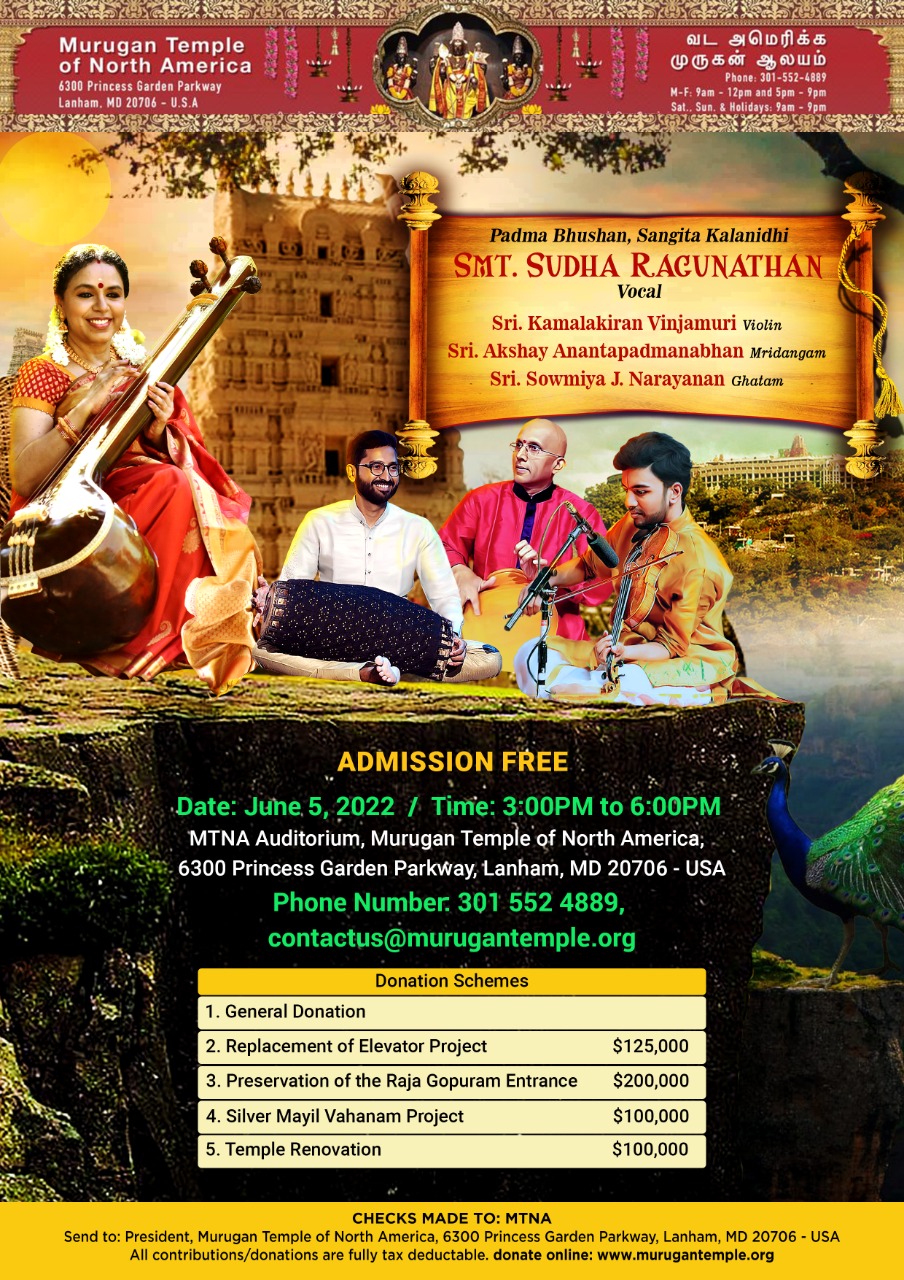 Murugan Temple
of North America
6300 Princess Garden Parkway
Lanham, MD 20706 - U.S.A
வட அமெரிக்க
முருகன் ஆலயம்
Phone: 301-552-4889
M-F: 9am - 12pm and 5pm - 9pm
Sat., Sun. & Holidays: 9am - 9pm
Padma Bhushan, Sangita Kalanidhi
SMT. SUDHA RAGUNATHAN
Vocal
Sri. Kamalakiran Vinjamuri Violin
Sri. Akshay Anantapadmanabhan Mridangam
Sri. Sowmiya J. Narayanan Ghatam
ADMISSION FREE
Date: June 5, 2022 / Time: 3:00PM to 6:00PM
MTNA Auditorium, Murugan Temple of North America,
6300 Princess Garden Parkway, Lanham, MD 20706 - USA
Phone Number: 301 552 4889,
contactus@murugantemple.org
Donation Schemes
1. General Donation
2. Replacement of Elevator Project $125,000
3. Preservation of the Raja Gopuram Entrance $200,000
4. Silver Mayil Vahanam Project $100,000
5. Temple Renovation $100,000
CHECKS MADE TO: MTNA
Send to: President, Murugan Temple of North America, 6300 Princess Garden Parkway, Lanham, MD 20706 - USA
All contributions/donations are fully tax deductable. donate online: www.murugantemple.org